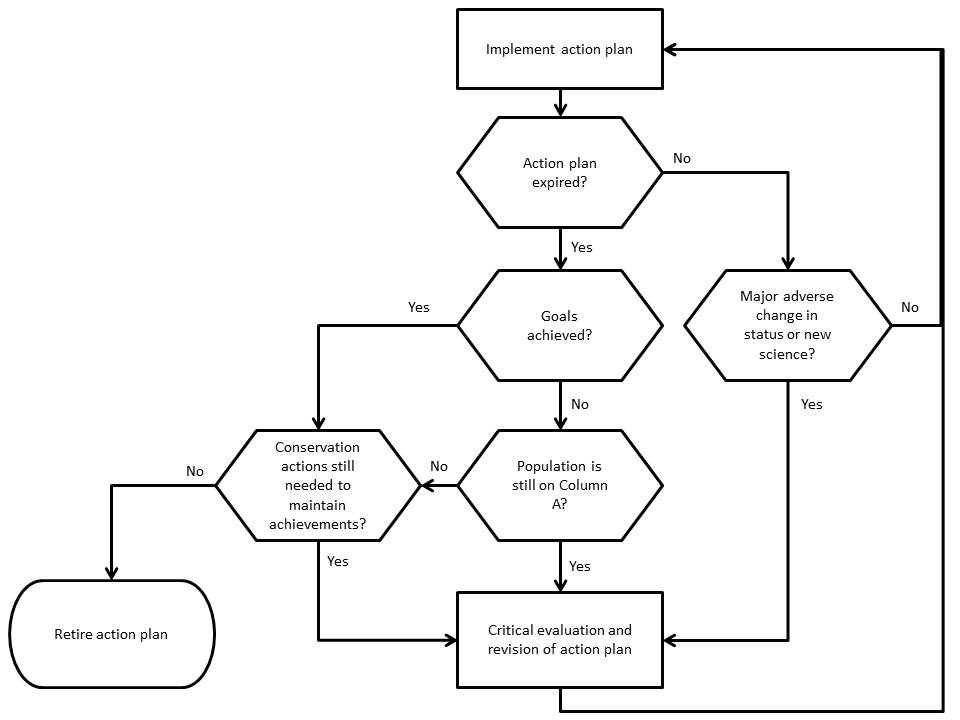 Implement action plan
Action plan
expired?
No
Yes
Goals
achieved?
Yes
Major adverse
change in
status or new
science?
No
No
Yes
Conservation
actions still
needed to
maintain
achievements?
No
No
Population is
still on Column
A?
Yes
Yes
Retire action plan
Critical evaluation and
revision of action plan